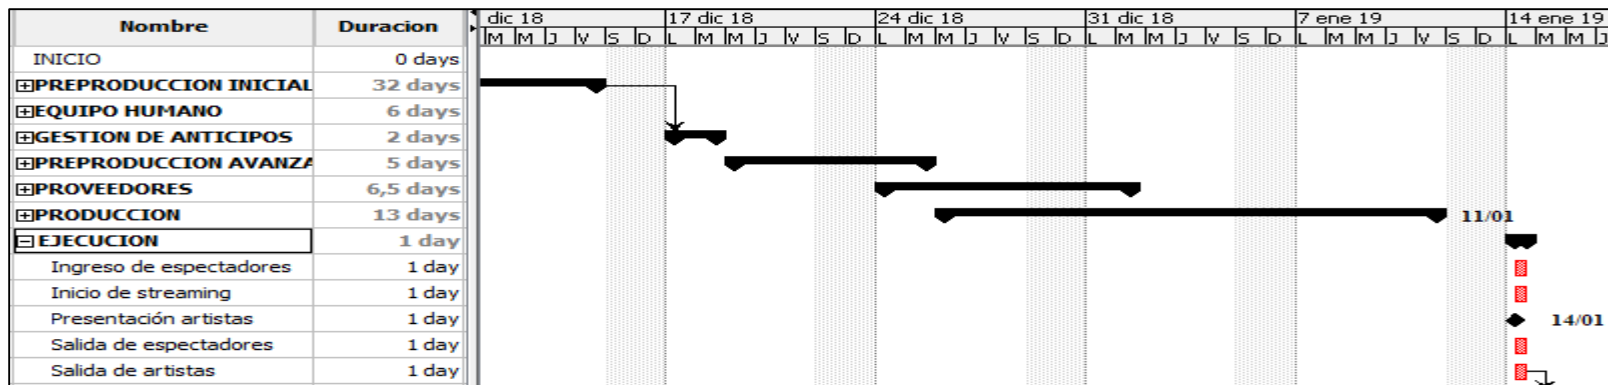 Nombre Duracion dic 18 17 dic 18 24 dic 18 31 dic 18 7 ene 19 14 ene 19
M M J V S D L M M J V S D L M M J V S D L M M J V S D L M M J V S D L M M J
INICIO 0 days
PREPRODUCCION INICIAL 32 days
EQUIPO HUMANO 6 days
GESTION DE ANTICIPOS 2 days
PREPRODUCCION AVANZA 5 days
PROVEEDORES 6,5 days
PRODUCCION 13 days 11/01
EJECUCION 1 day
Ingreso de espectadores 1 day
Inicio de streaming 1 day
Presentación artistas 1 day 14/01
Salida de espectadores 1 day
Salida de artistas 1 day